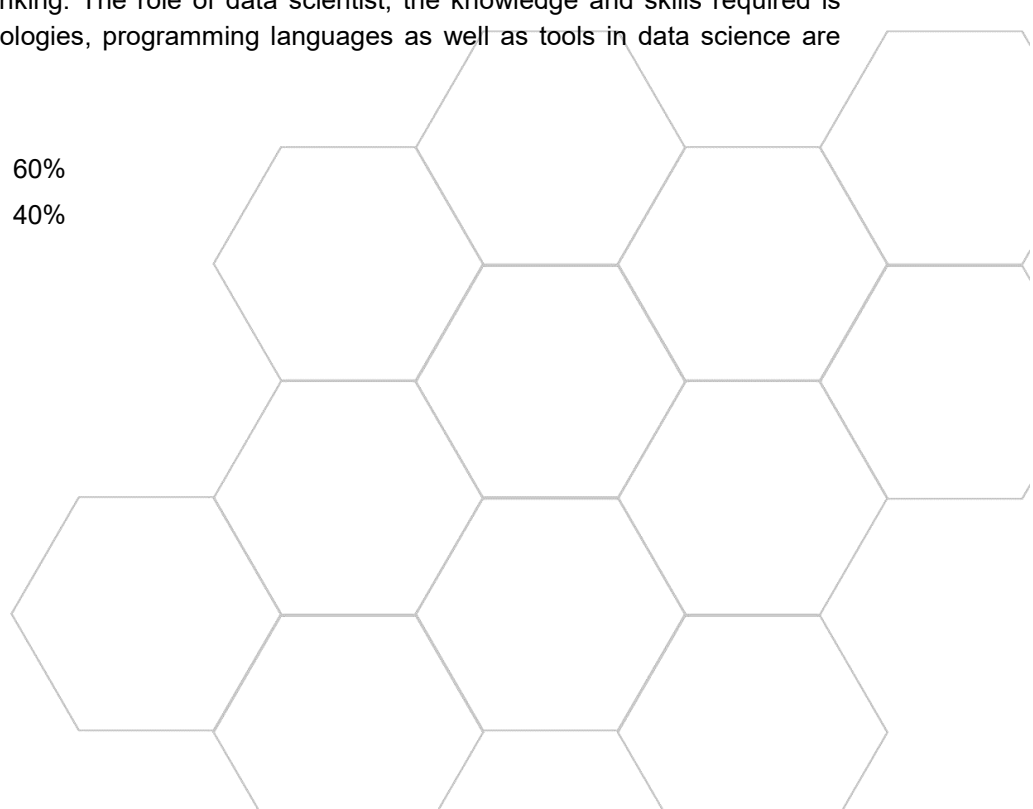 The role of data scientist, the knowledge and skills required is
ologies, programming languages as well as tools in data science are
60%
40%